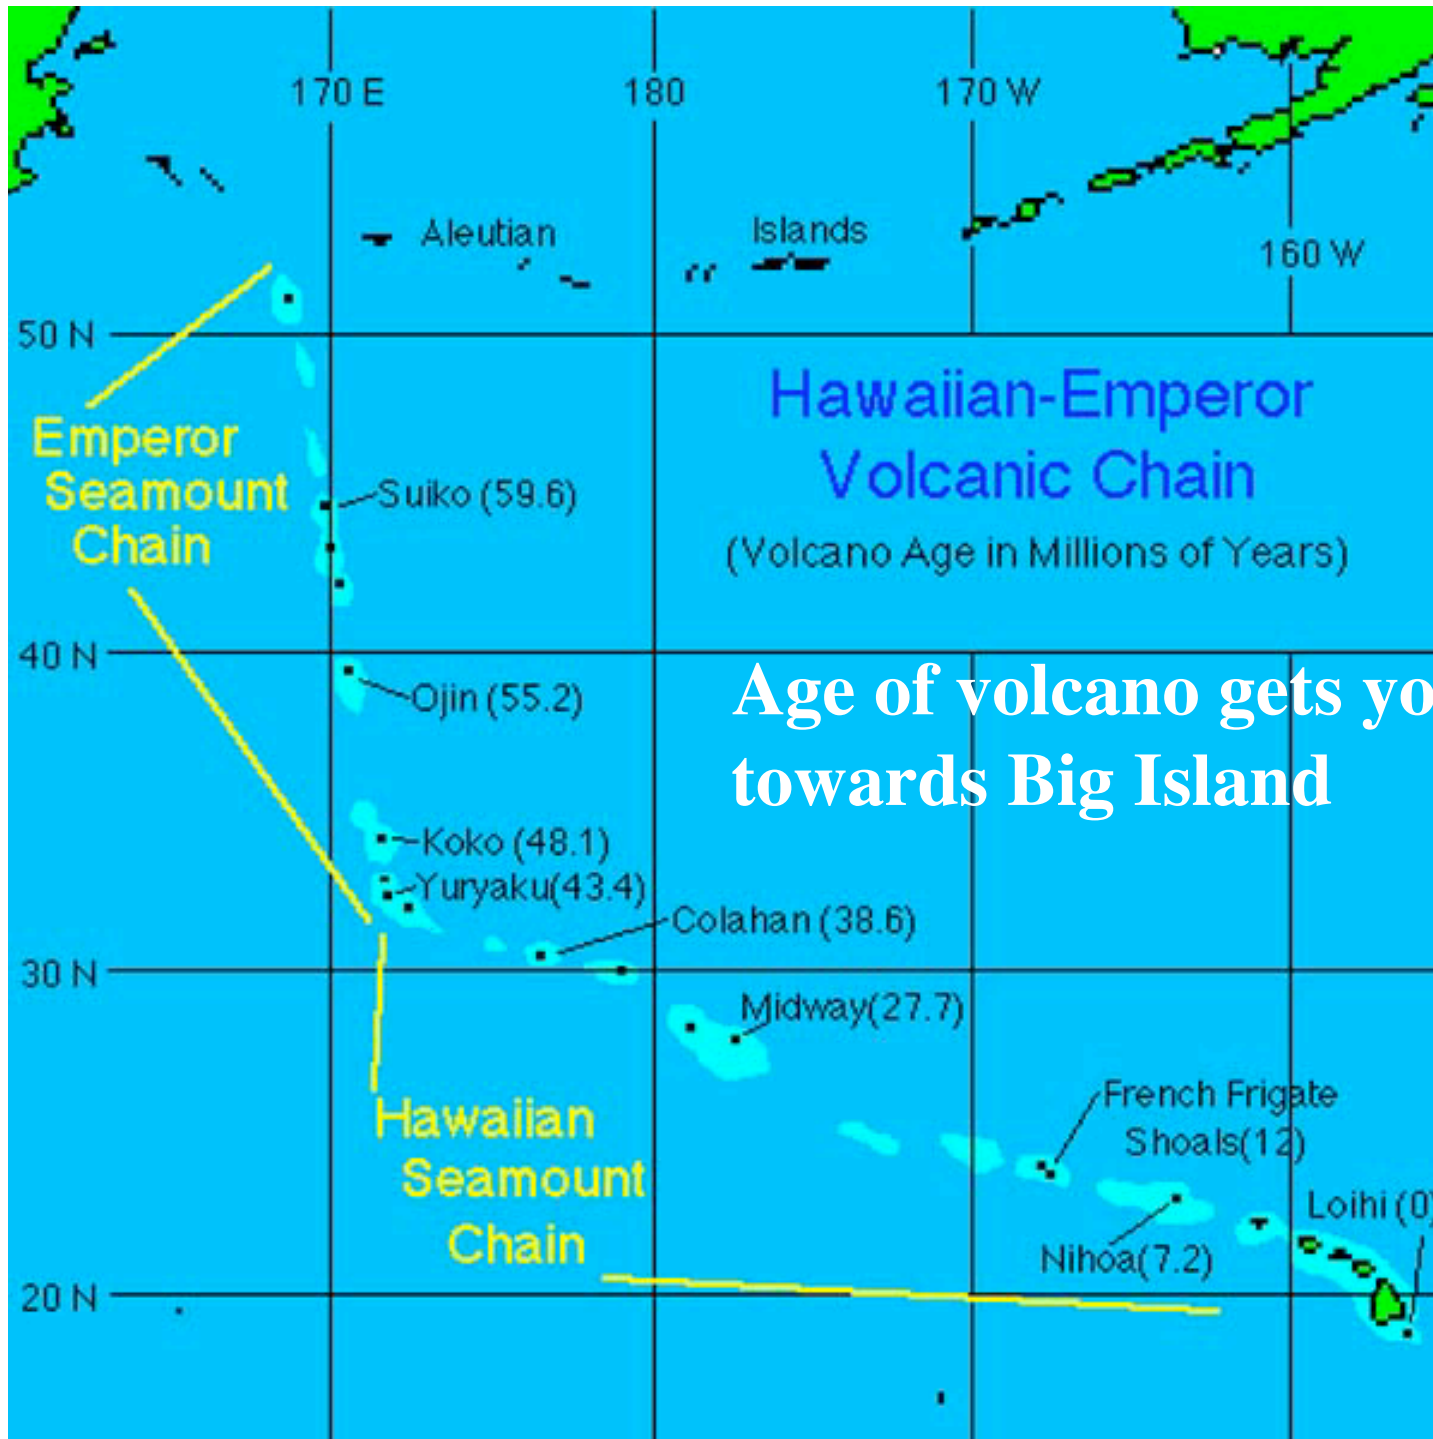 170 E
180
170 W
Aleutian
Islands
160 W
50 N
Hawaiian-Emperor
Volcanic Chain
(Volcano Age in Millions of Years)
Emperor
Seamount
Chain
Suiko (59.6)
40 N
Ojin (55.2)
Age of volcano gets yo
towards Big Island
Koko (48.1)
Yuryaku(43.4)
Colahan (38.6)
30 N
Midway(27.7)
Hawaiian
Seamount
Chain
French Frigate
Shoals(12)
Loihi (0)
Nihoa(7.2)
20 N